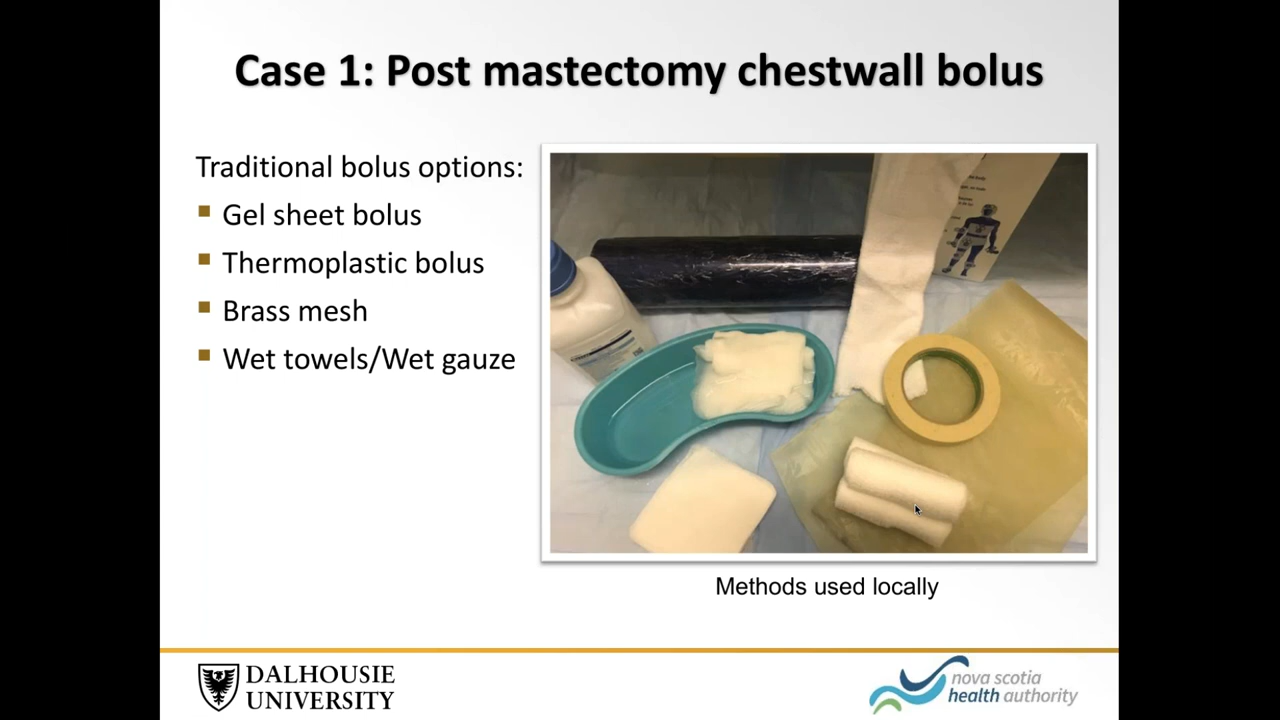 Case 1: Post mastectomy chestwall bolus
Traditional bolus options:
Gel sheet bolus
Thermoplastic bolus
Brass mesh
Wet towels/Wet gauze
Methods used locally
DALHOUSIE
UNIVERSITY
nova scotia
health authority